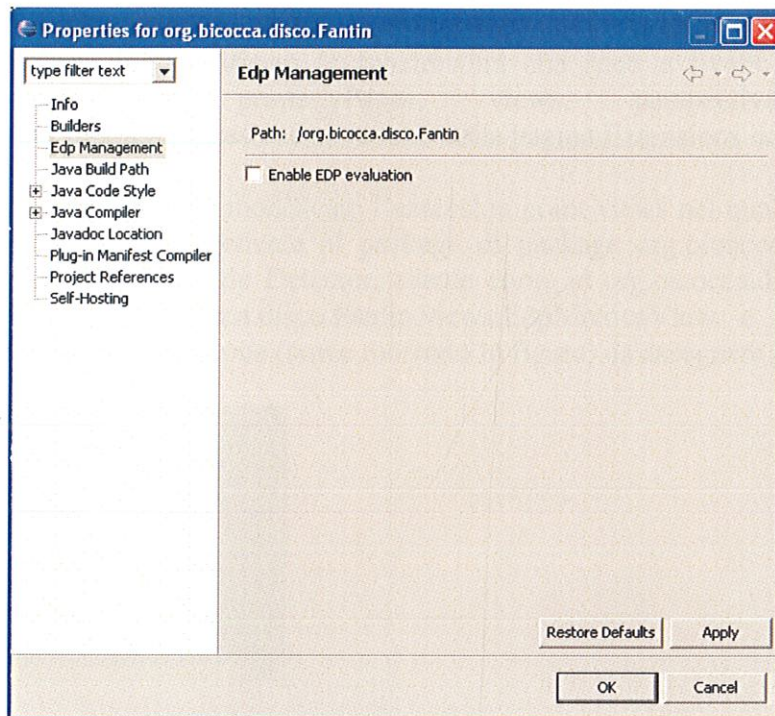 Properties for org.bicocca.disco.Fantin
type filter text
Info
Builders
Edp Management
Java Build Path
Java Code Style
Java Compiler
Javadoc Location
Plug-in Manifest Compiler
Project References
Self-Hosting
Edp Management
Path: /org.bicocca.disco.Fantin
Enable EDP evaluation
Restore Defaults
Apply
OK
Cancel